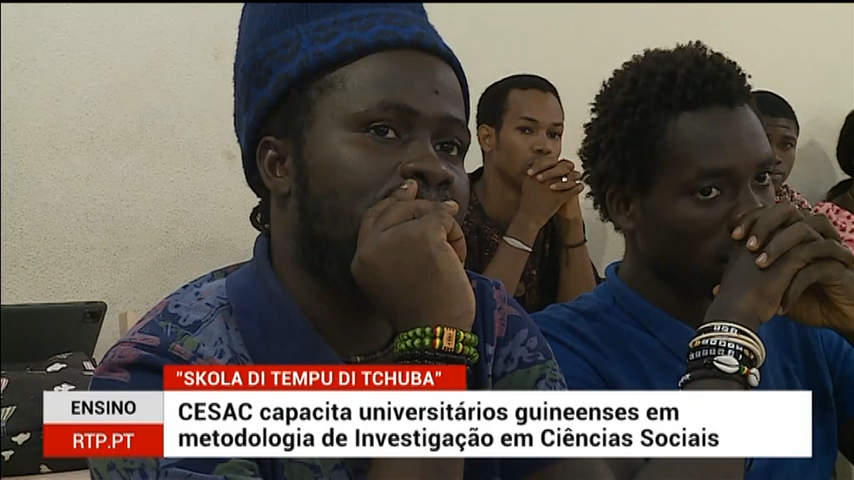 "SKOLA DI TEMPU DI TCHUBA"
ENSINO
RTP.PT
CESAC capacita universitários guineenses em
metodologia de Investigação em Ciências Sociais